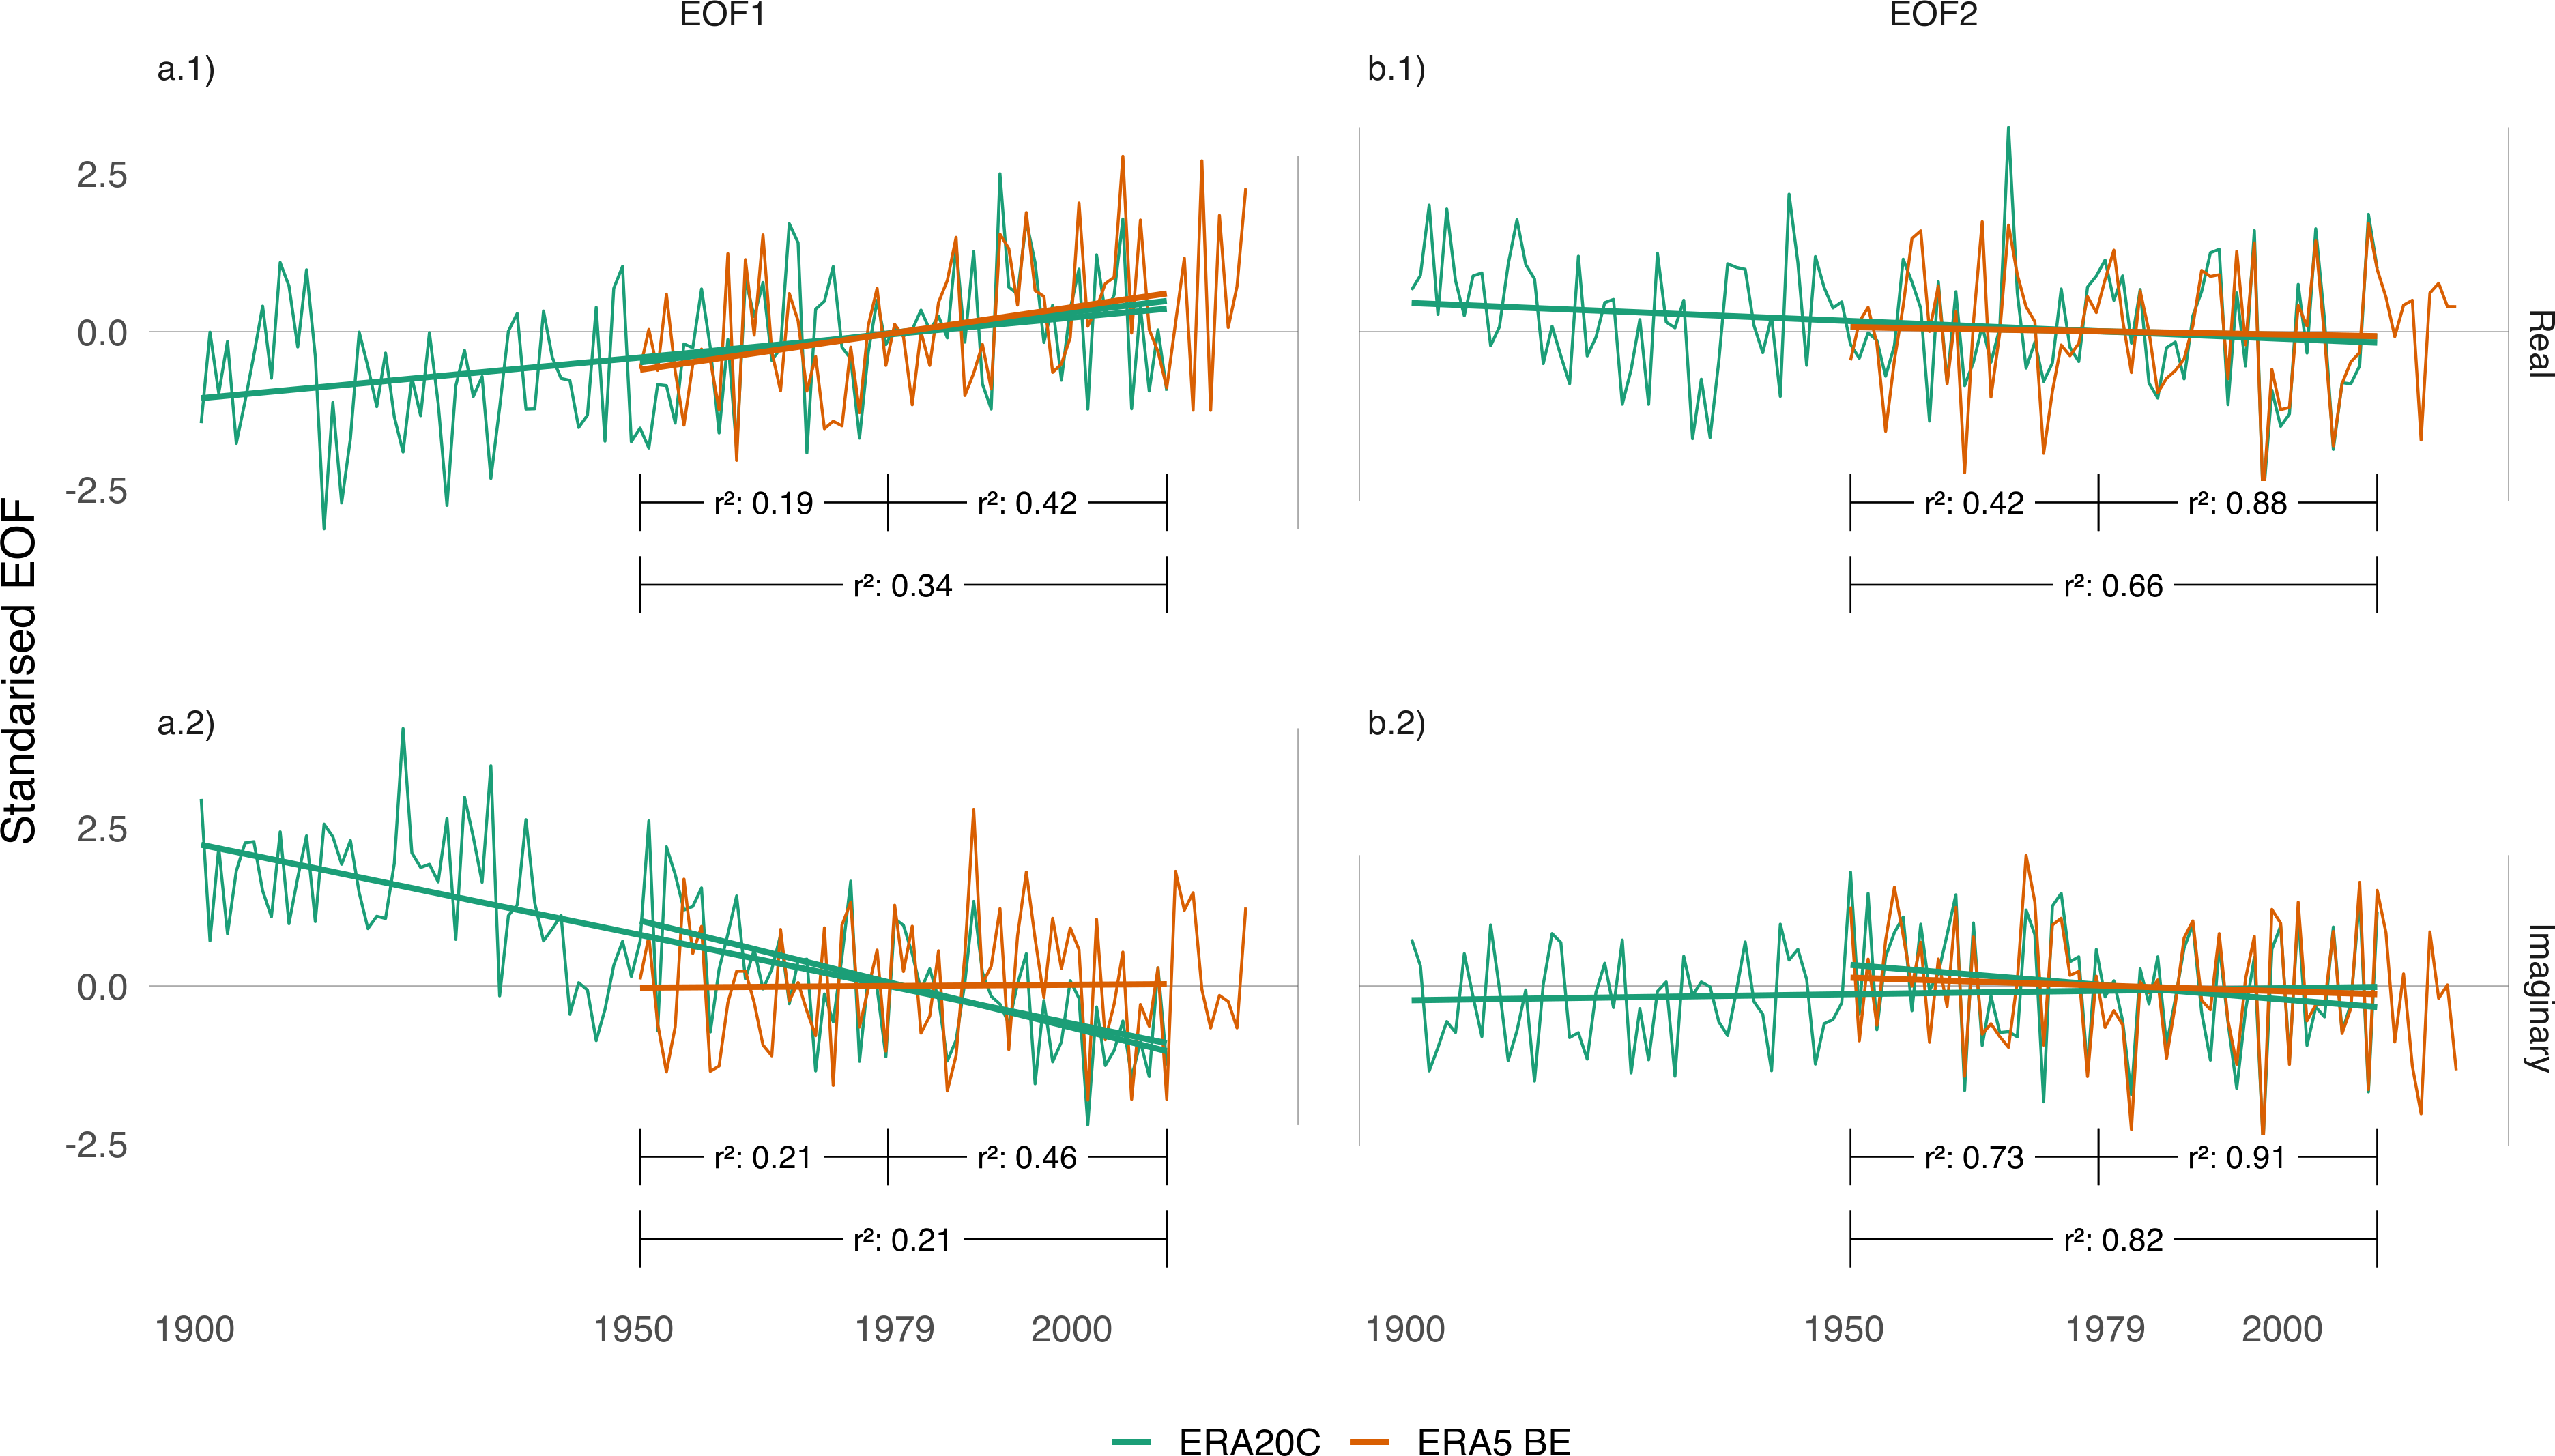 EOF1
EOF2
a.1)
b.1)
2.5
0.0
-2.5
Real
r²: 0.19
r²: 0.42
r²: 0.34
r²: 0.42
r²: 0.88
r²: 0.66
Standarised EOF
a.2)
b.2)
2.5
0.0
-2.5
Imaginary
r²: 0.21
r²: 0.46
r²: 0.21
r²: 0.73
r²: 0.91
r²: 0.82
1900 1950 1979 2000
1900 1950 1979 2000
ERA20C ERA5 BE